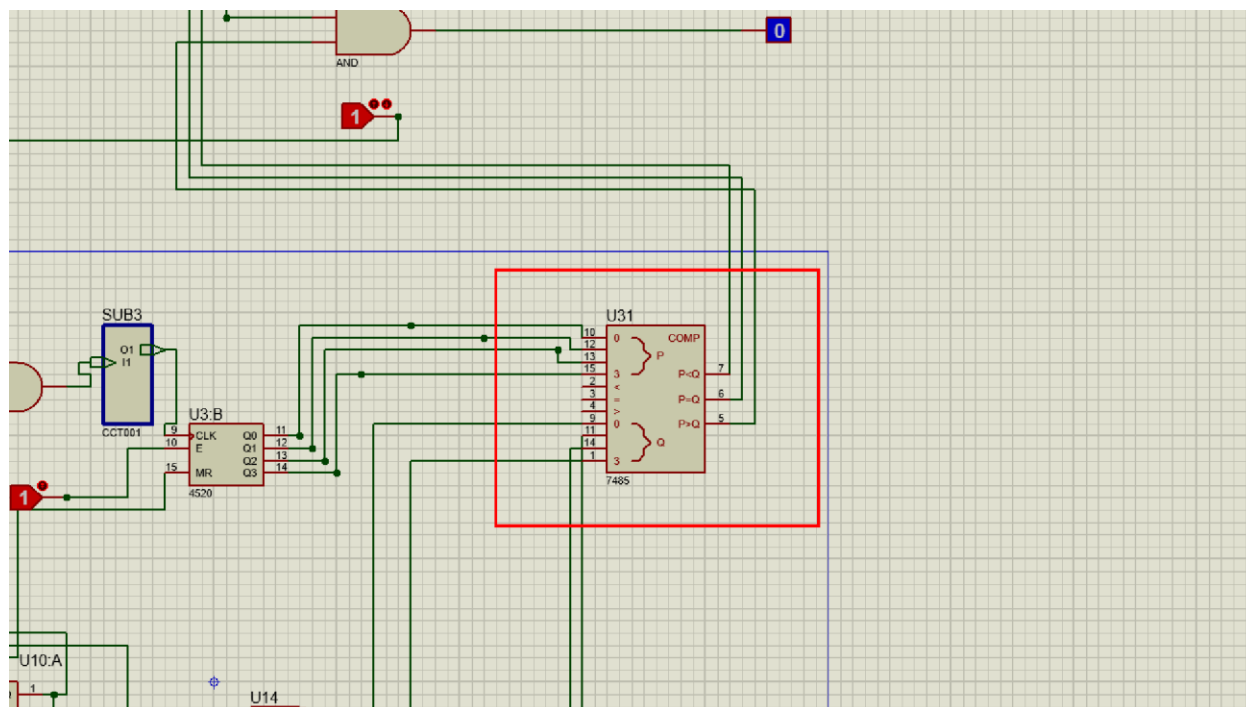 0
AND
1
SUB3
O1
I1
CCT001
U3:B
9 CLK Q0 11
10 E Q1 12
Q2 13
15 MR Q3 14
4520
1
U31
10 0 COMP
12
13 P
15 3 P<Q 7
2 <
3 = P=Q 6
4 >
9 0 P>Q 5
11
14 Q
1 3
7485
U10:A
1
U14